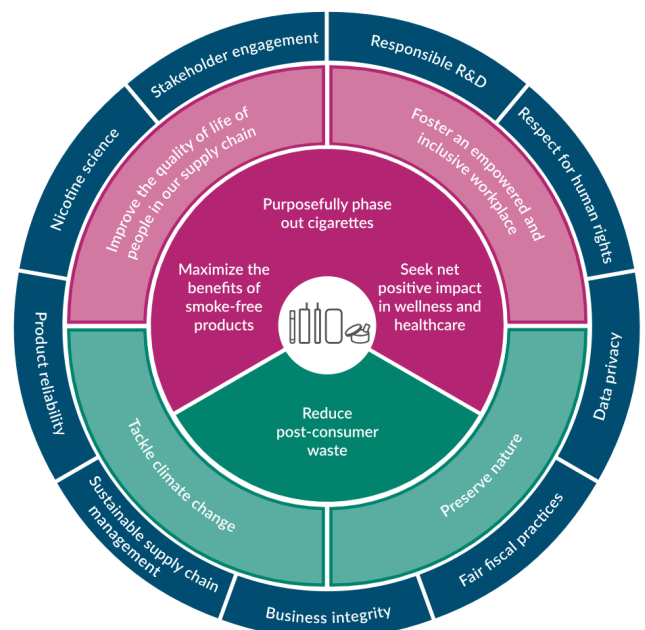 Stakeholder engagement
Responsible R&D
Respect for human rights
Data privacy
Fair fiscal practices
Business integrity
Sustainable supply chain
management
Product reliability
Nicotine science
Improve the quality of life of
people in our supply chain
Foster an empowered and
inclusive workplace
Preserve nature
Tackle climate change
Purposefully phase
out cigarettes
Maximize the
benefits of
smoke-free
products
Seek net
positive impact
in wellness and
healthcare
Reduce
post-consumer
waste